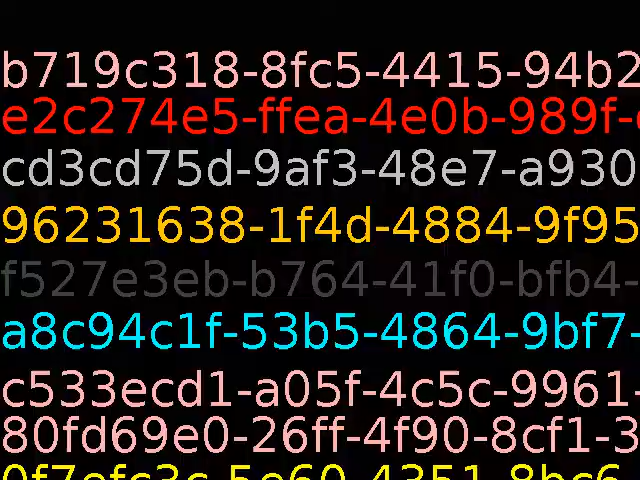 b719c318-8fc5-4415-94b2
e2c274e5-ffea-4e0b-989f-
cd3cd75d-9af3-48e7-a930
96231638-1f4d-4884-9f95
f527e3eb-b764-41f0-bfb4-
a8c94c1f-53b5-4864-9bf7-
c533ecd1-a05f-4c5c-9961-
80fd69e0-26ff-4f90-8cf1-3